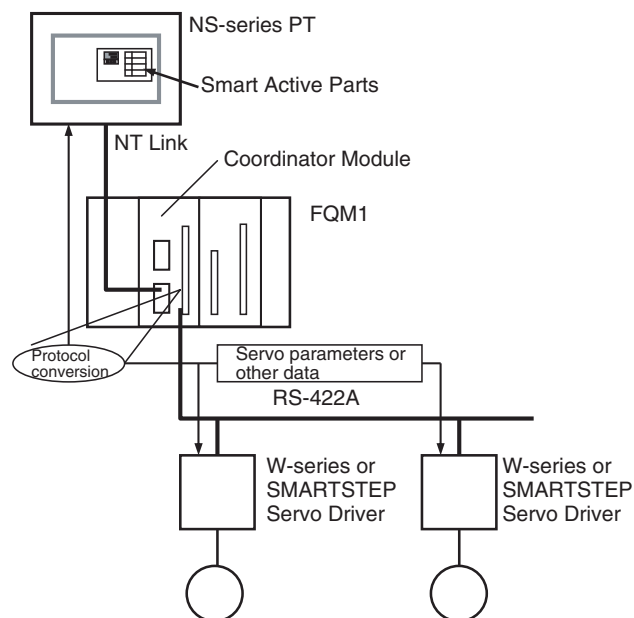 NS-series PT
Smart Active Parts
NT Link
Coordinator Module
FQM1
Protocol
conversion
Servo parameters or
other data
RS-422A
W-series or
SMARTSTEP
Servo Driver
W-series or
SMARTSTEP
Servo Driver